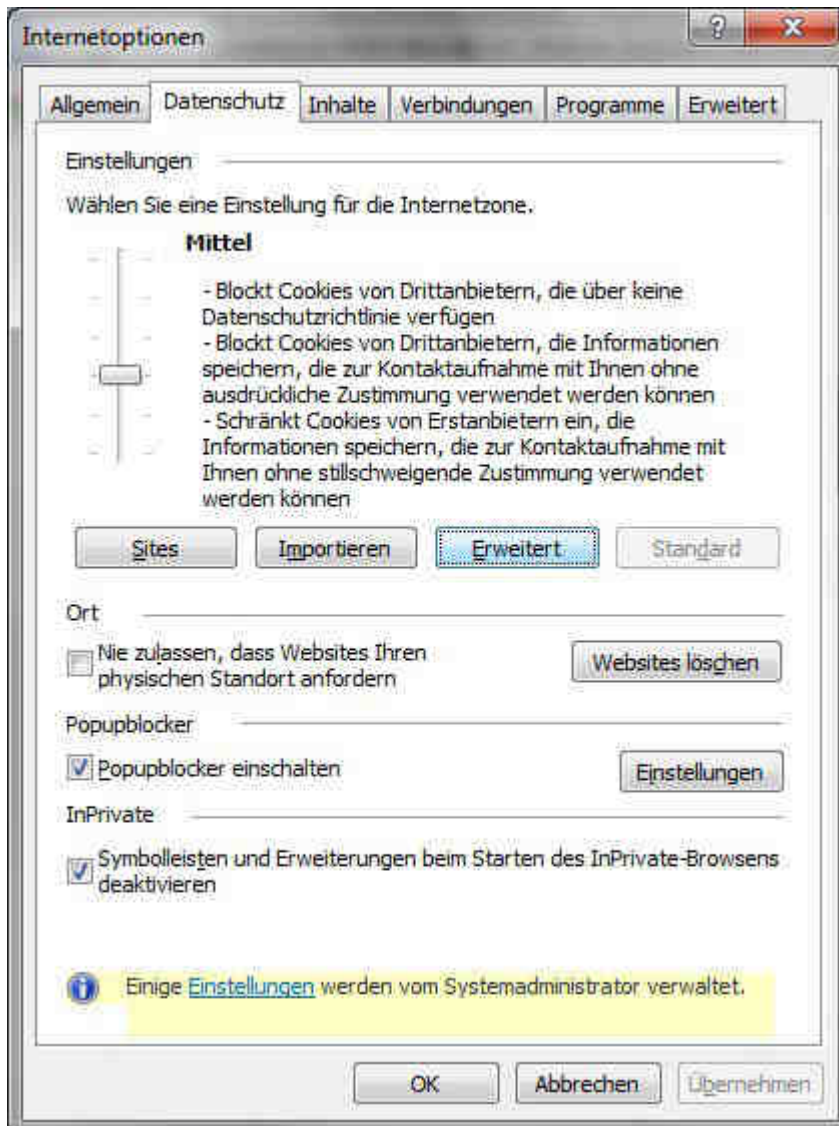 Internetoptionen
Allgemein Datenschutz Inhalte Verbindungen Programme Erweitert
Einstellungen
Wählen Sie eine Einstellung für die Internetzone.
Mittel
- Blockt Cookies von Drittanbietern, die über keine
Datenschutzrichtlinie verfügen
- Blockt Cookies von Drittanbietern, die Informationen
speichern, die zur Kontaktaufnahme mit Ihnen ohne
ausdrückliche Zustimmung verwendet werden können
- Schränkt Cookies von Erstanbietern ein, die
Informationen speichern, die zur Kontaktaufnahme mit
Ihnen ohne stillschweigende Zustimmung verwendet
werden können
Sites Importieren Erweitert Standard
Ort
Nie zulassen, dass Websites Ihren
physischen Standort anfordern
Websites löschen
Popupblocker
Popupblocker einschalten Einstellungen
InPrivate
Symbolleisten und Erweiterungen beim Starten des InPrivate-Browsens
deaktivieren
Einige Einstellungen werden vom Systemadministrator verwaltet.
OK Abbrechen Übernehmen